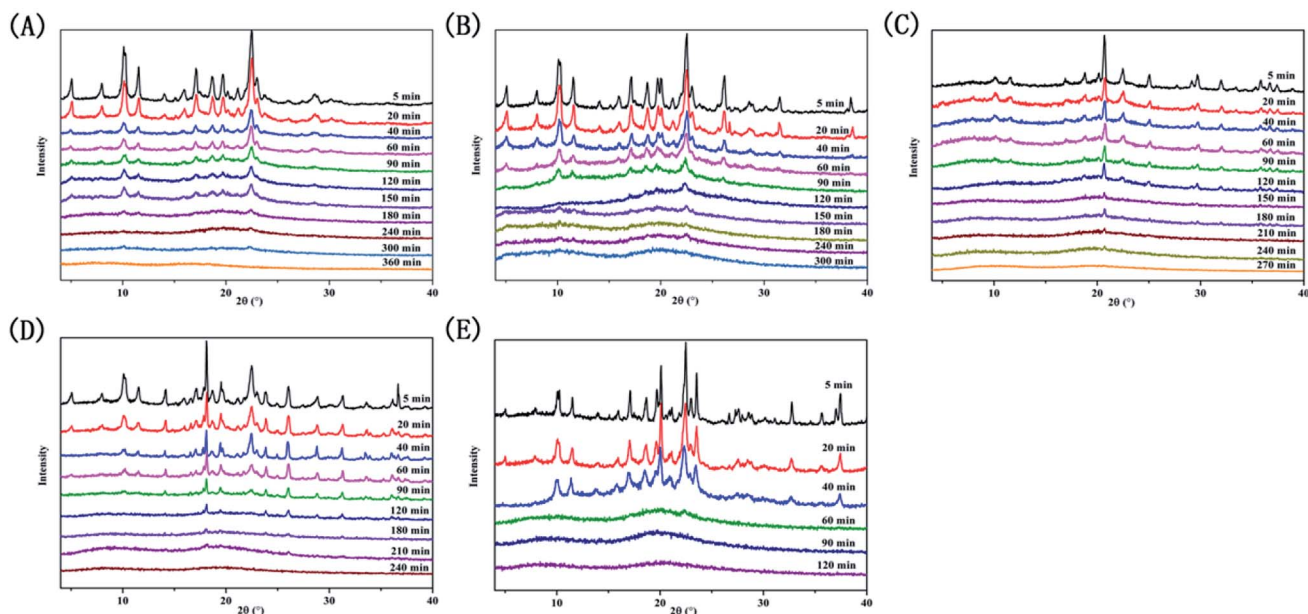 (A)
Intensity
5 min
20 min
40 min
60 min
90 min
120 min
150 min
180 min
240 min
300 min
360 min
10 20 30 40
2θ (°)
(B)
Intensity
5 min
20 min
40 min
60 min
90 min
120 min
150 min
180 min
240 min
300 min
10 20 30 40
2θ (°)
(C)
Intensity
5 min
20 min
40 min
60 min
90 min
120 min
150 min
180 min
210 min
240 min
270 min
10 20 30 40
2θ (°)
(D)
Intensity
5 min
20 min
40 min
60 min
90 min
120 min
180 min
210 min
240 min
10 20 30 40
2θ (°)
(E)
Intensity
5 min
20 min
40 min
60 min
90 min
120 min
10 20 30 40
2θ (°)